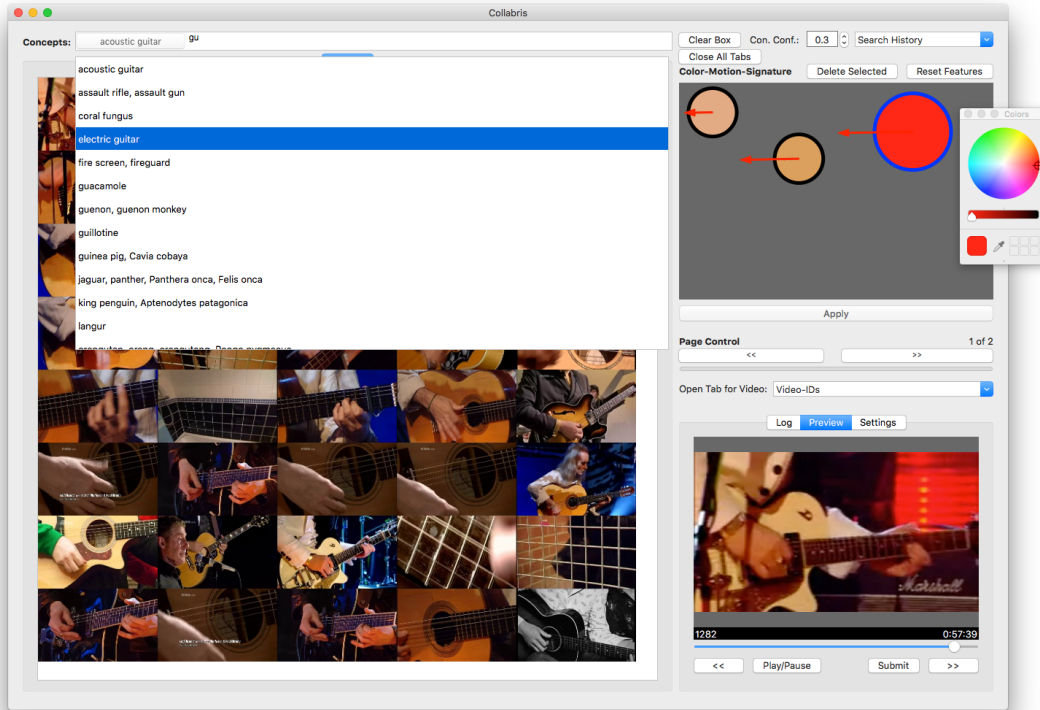 Collabris
Concepts: acoustic guitar gu
Clear Box Con. Conf.: 0.3 Search History
Close All Tabs
Color-Motion-Signature Delete Selected Reset Features
Colors
acoustic guitar
assault rifle, assault gun
coral fungus
electric guitar
fire screen, fireguard
guacamole
guenon, guenon monkey
guillotine
guinea pig, Cavia cobaya
jaguar, panther, Panthera onca, Felis onca
king penguin, Aptenodytes patagonica
langur
Apply
Page Control 1 of 2
<< >>
Open Tab for Video: Video-IDs
Log Preview Settings
Marshall
1282 0:57:39
<< Play/Pause Submit >>